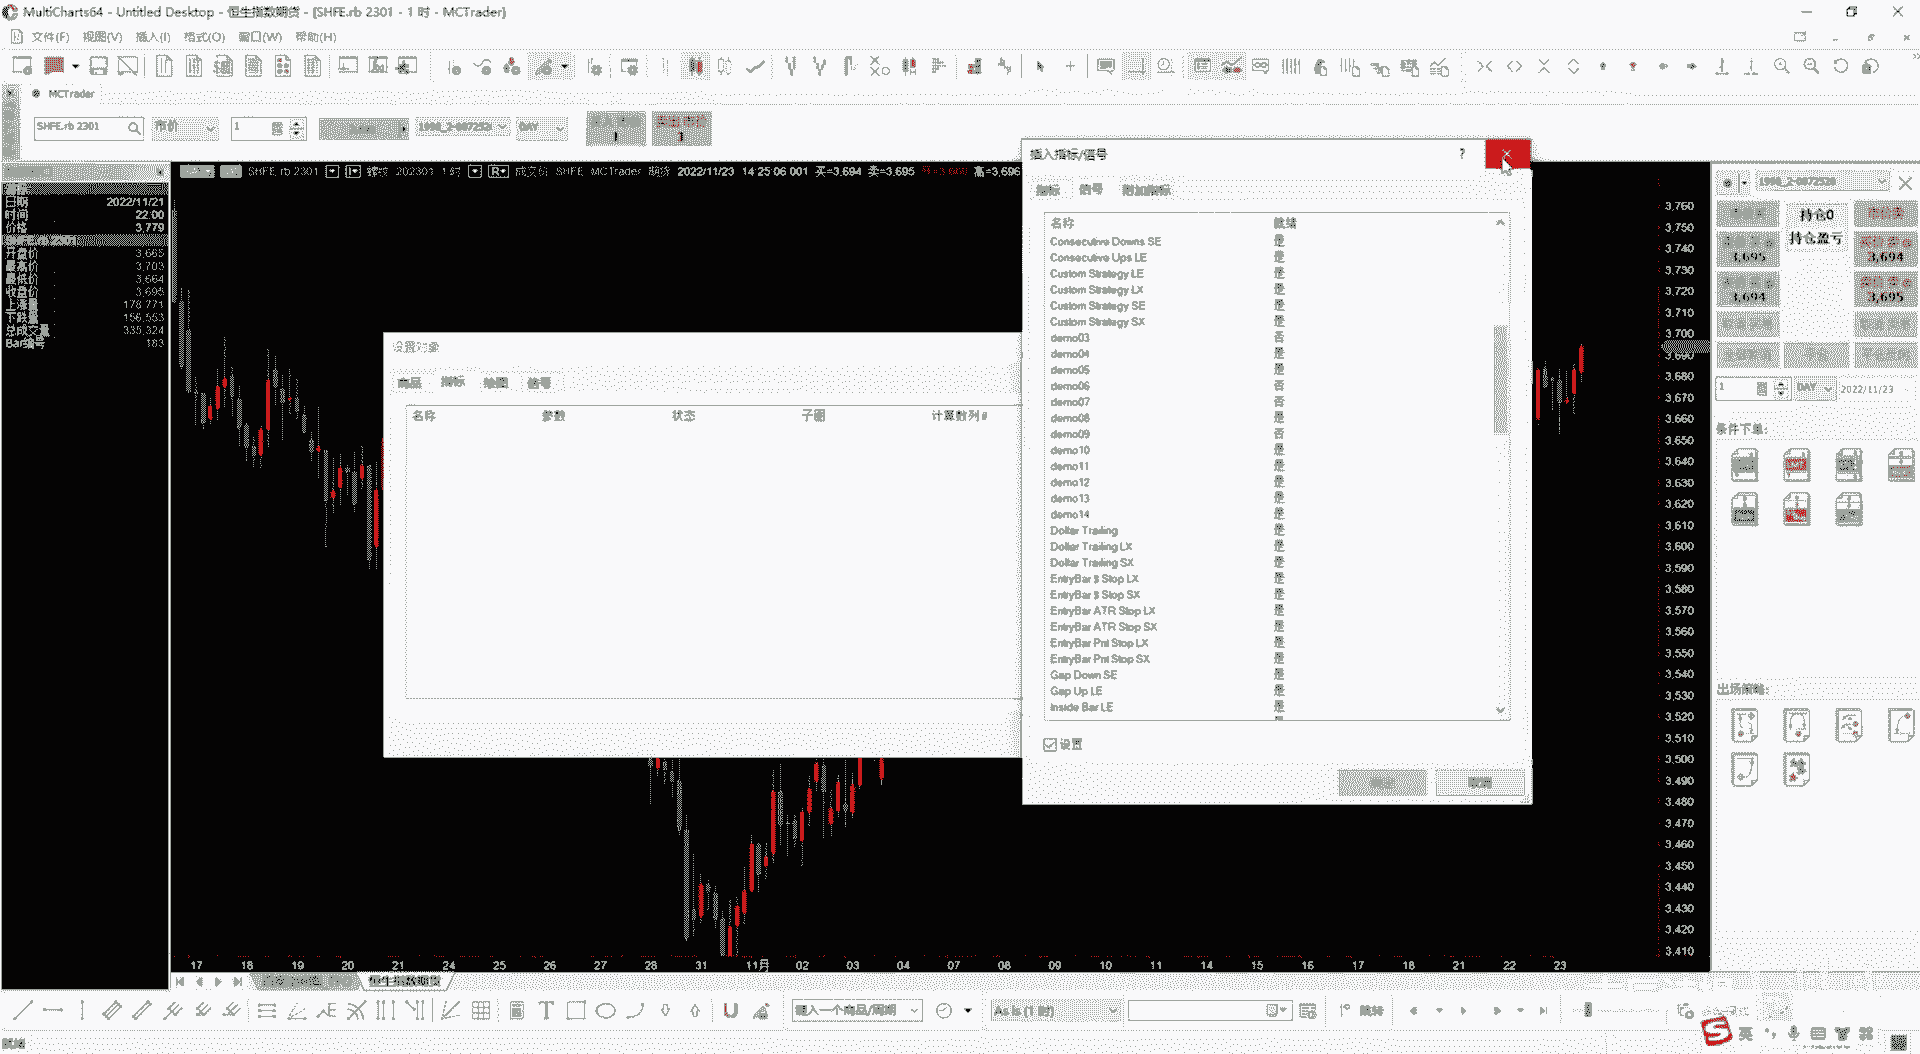 MultiCharts64 - Untitled Desktop - 恒生指数期货 - [SHFE.rb 2301 - 1 时 - MCTrader]
文件(F) 视图(V) 插入(I) 格式(O) 窗口(W) 帮助(H)
MCTrader
SHFE.rb 2301 市价 1 DAY
1
1
SHFE rb 2301 螺纹 202301 1 时 成交价 SHFE MCTrader 期货 2022/11/23 14:25:06 001 买=3,694 卖=3,695 高=3,696
日期 2022/11/21
时间 22:00
价格 3,779
SHFE.rb 2301
开盘价 3,665
最高价 3,703
最低价 3,664
收盘价 3,695
上涨量 178,771
下跌量 156,553
总成交量 335,324
Bar编号 183
设置对象
商品 指标 绘图 信号
名称 参数 状态 子图 计算数列#
插入指标/信号
?
指标 信号 附加指标
名称 就绪
Consecutive Downs SE 是
Consecutive Ups LE 是
Custom Strategy LE 是
Custom Strategy LX 是
Custom Strategy SE 是
Custom Strategy SX 是
demo03 否
demo04 是
demo05 是
demo06 否
demo07 否
demo08 是
demo09 否
demo10 是
demo11 是
demo12 是
demo13 是
demo14 是
Dollar Trailing 是
Dollar Trailing LX 是
Dollar Trailing SX 是
EntryBar $ Stop LX 是
EntryBar $ Stop SX 是
EntryBar ATR Stop LX 是
EntryBar ATR Stop SX 是
EntryBar Pnt Stop LX 是
EntryBar Pnt Stop SX 是
Gap Down SE 是
Gap Up LE 是
Inside Bar LE 是
设置
取消
3,760
3,750
3,740
3,730
3,720
3,710
3,700
3,690
3,680
3,670
3,660
3,650
3,640
3,630
3,620
3,610
3,600
3,590
3,580
3,570
3,560
3,550
3,540
3,530
3,520
3,510
3,500
3,490
3,480
3,470
3,460
3,450
3,440
3,430
3,420
3,410
持仓0
持仓盈亏
3,695 3,694
3,694 3,695
1 DAY 2022/11/23
条件下单:
出场策略:
17 18 19 20 21 24 25 26 27 28 31 11月 02 03 04 07 08 09 10 11 14 15 16 17 18 21 22 23
恒生指数期货
键入一个商品/周期 As Is (1 时) 跳转
英
就绪